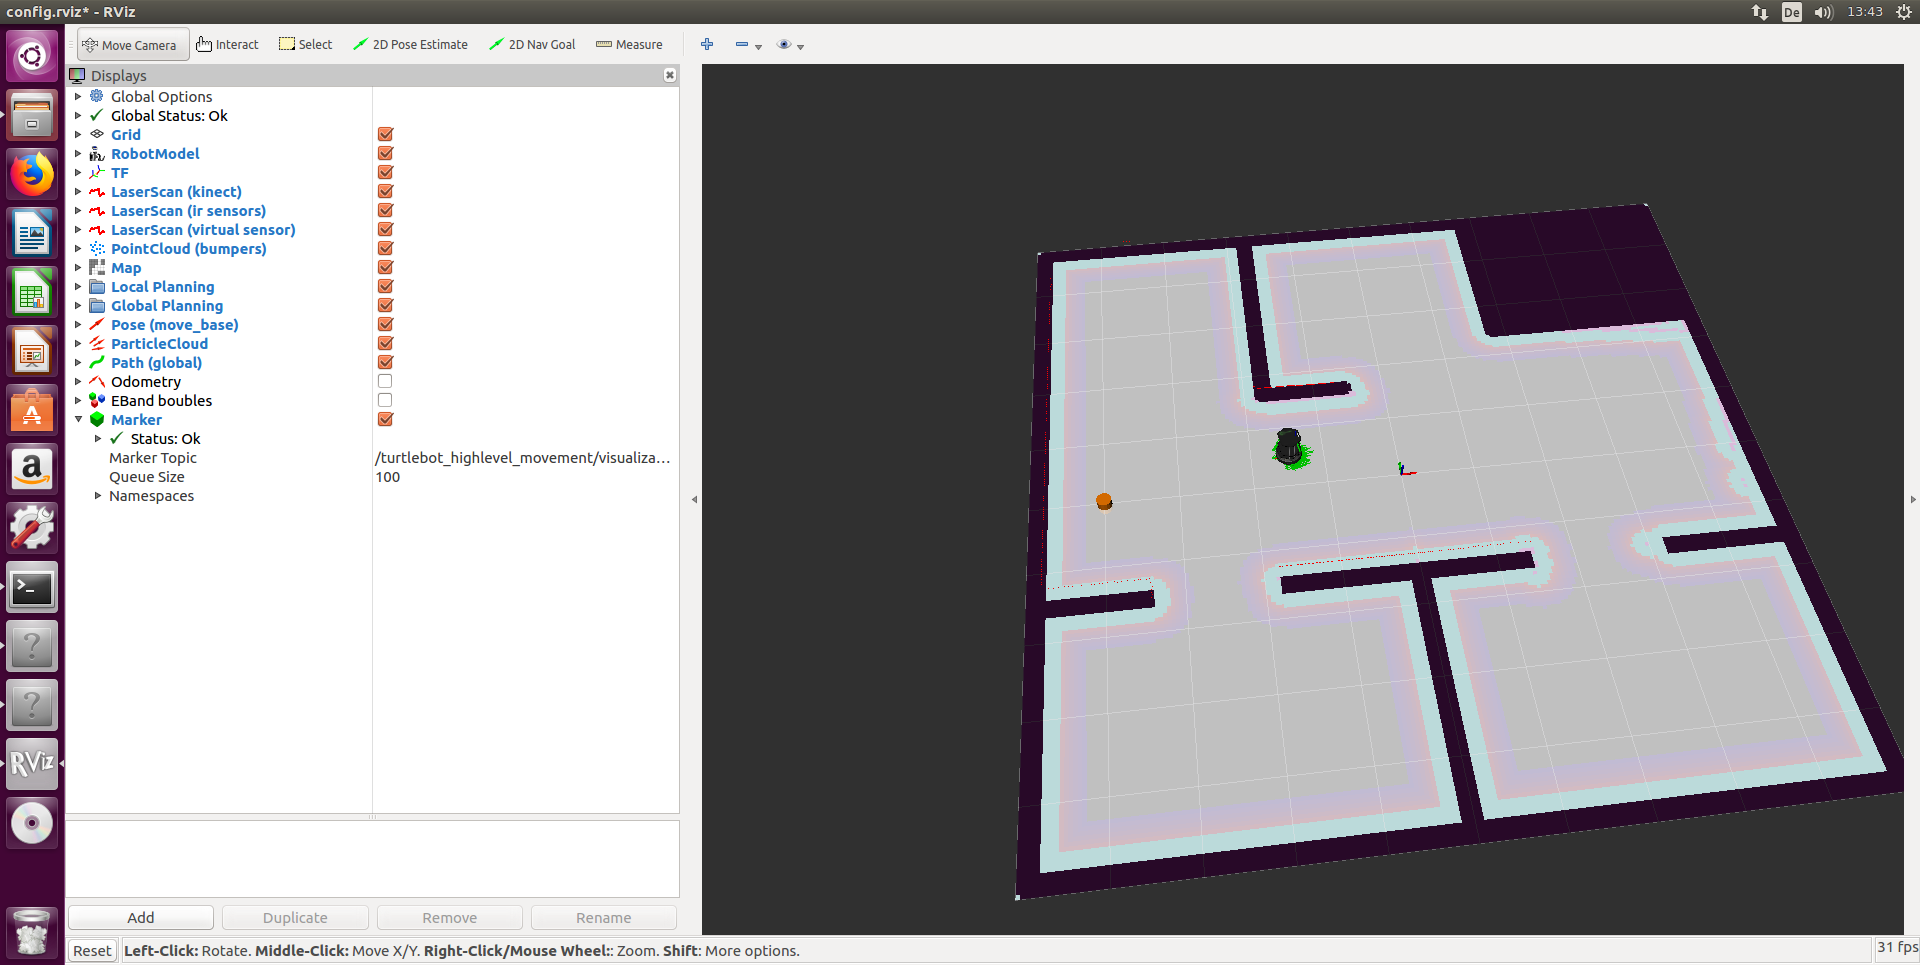 config.rviz* - RViz
De
13:43
Move Camera
Interact
Select
2D Pose Estimate
2D Nav Goal
Measure
Displays
Global Options
Global Status: Ok
Grid
RobotModel
TF
LaserScan (kinect)
LaserScan (ir sensors)
LaserScan (virtual sensor)
PointCloud (bumpers)
Map
Local Planning
Global Planning
Pose (move_base)
ParticleCloud
Path (global)
Odometry
EBand boubles
Marker
Status: Ok
Marker Topic /turtlebot_highlevel_movement/visualiza...
Queue Size 100
Namespaces
RViz
Add
Duplicate
Remove
Rename
Reset
Left-Click: Rotate. Middle-Click: Move X/Y. Right-Click/Mouse Wheel:: Zoom. Shift: More options.
31 fps